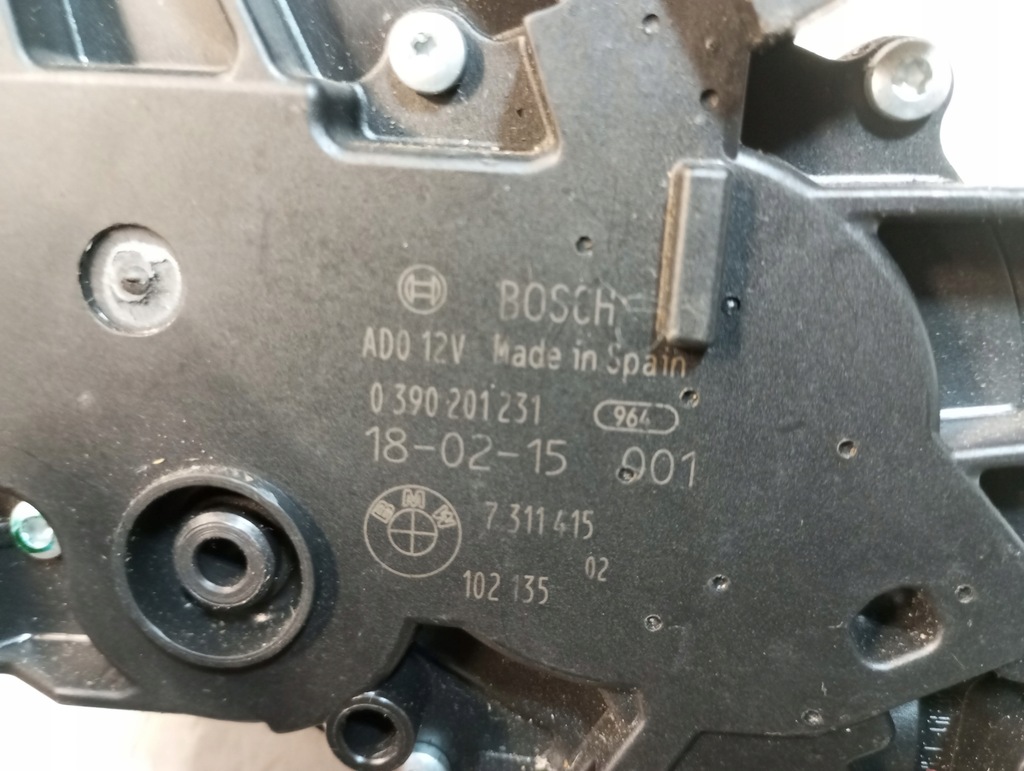 BOSCH
AD0 12V Made in Spain
0 390 201 231 964
18-02-15 001
BMW 7 311 415
02
102 135